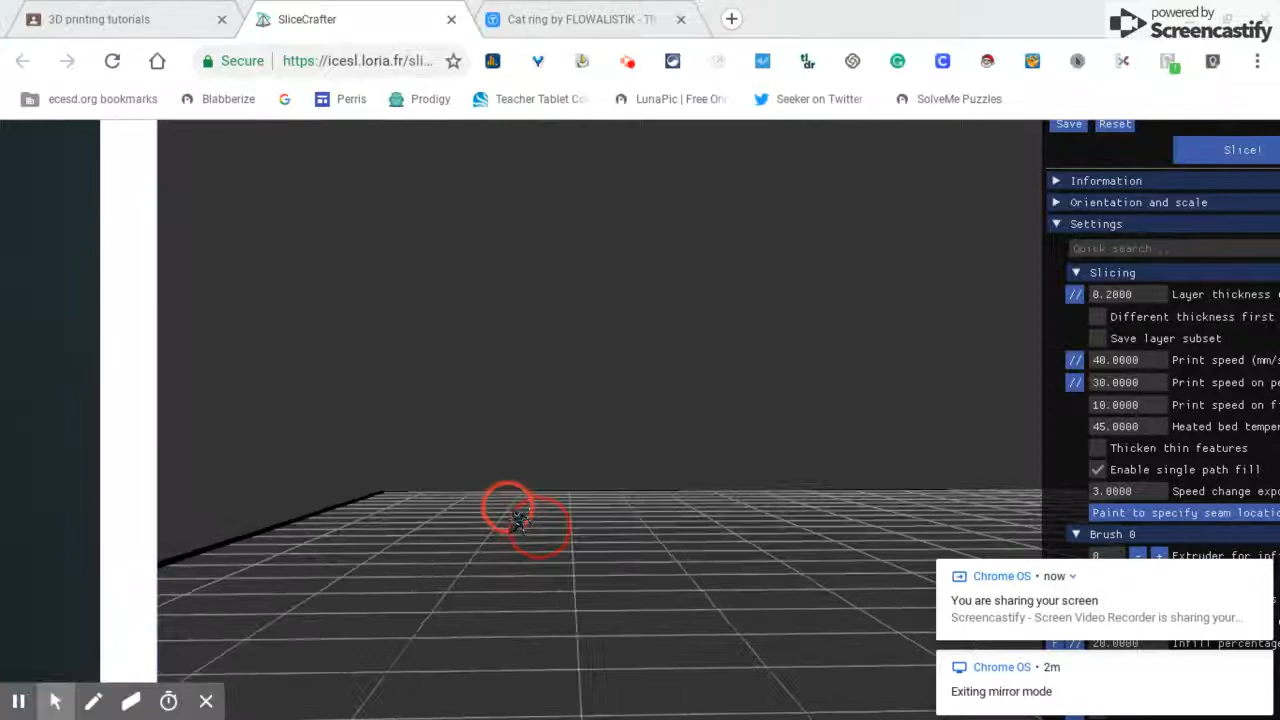 3D printing tutorials
SliceCrafter
Cat ring by FLOWALISTIK - Th
powered by
Screencastify
Secure
https://icesl.loria.fr/sli...
tl;dr
ecesd.org bookmarks
Blabberize
Perris
Prodigy
Teacher Tablet Co
LunaPic | Free Onl
Seeker on Twitter
SolveMe Puzzles
Save
Reset
Slice!
Information
Orientation and scale
Settings
Quick search ..
Slicing
// 0.2000 Layer thickness
Different thickness first
Save layer subset
// 40.0000 Print speed (mm/s
// 30.0000 Print speed on pe
10.0000 Print speed on fi
45.0000 Heated bed temper
Thicken thin features
Enable single path fill
3.0000 Speed change expo
Paint to specify seam locatio
Brush 0
0 - + Extruder for inf
Chrome OS • now
You are sharing your screen
Screencastify - Screen Video Recorder is sharing your...
F // 20.0000 Infill percentage
Chrome OS • 2m
Exiting mirror mode